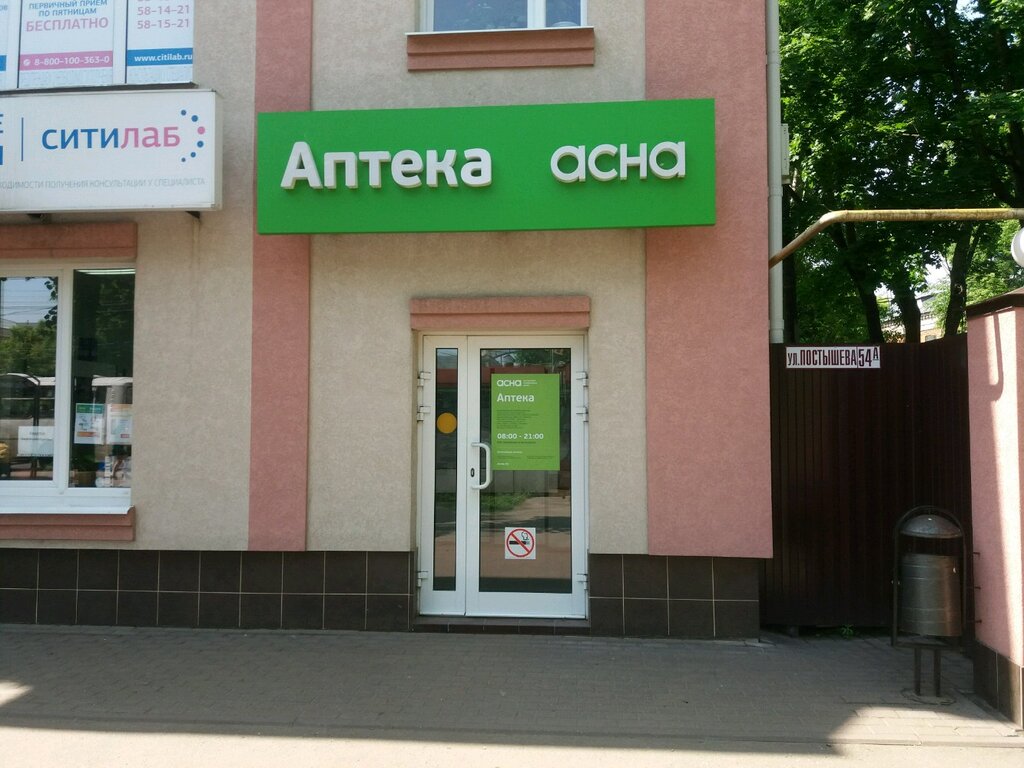 ПЕРВИЧНЫЙ ПРИЕМ
ПО ПЯТНИЦАМ
БЕСПЛАТНО
8-800-100-363-0
58-14-21
58-15-21
www.citilab.ru
СИТИЛАБ
ПОЛУЧЕНИЯ КОНСУЛЬТАЦИИ У СПЕЦИАЛИСТА
Аптека асна
асна
Аптека
08:00 - 21:00
ул.ПОСТЫШЕВА 54А